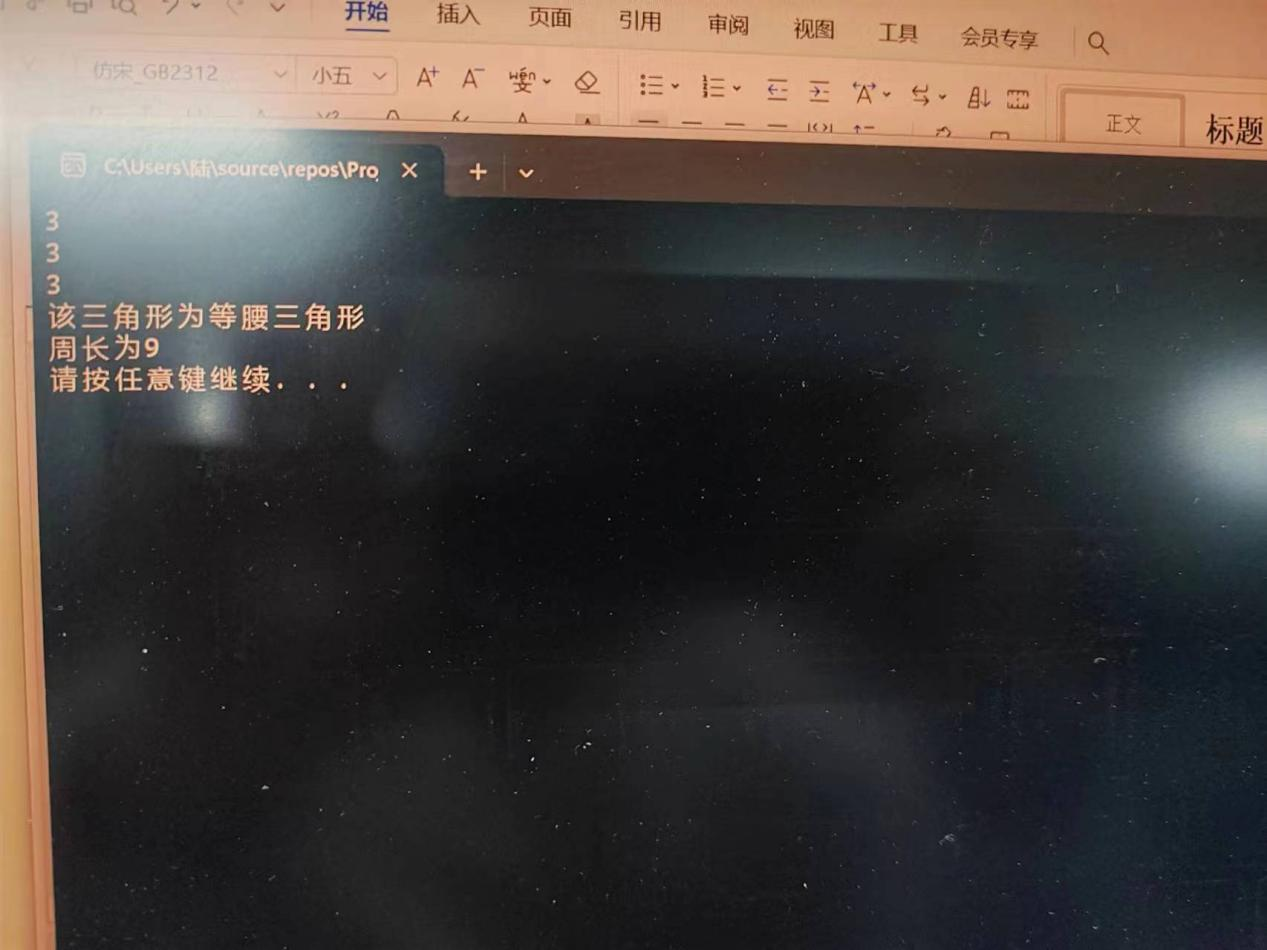 开始 插入 页面 引用 审阅 视图 工具 会员专享
仿宋_GB2312 小五 A+ A- wén 变 A
正文 标题
C:\Users\陆\source\repos\Pro
3
3
3
该三角形为等腰三角形
周长为9
请按任意键继续. . .